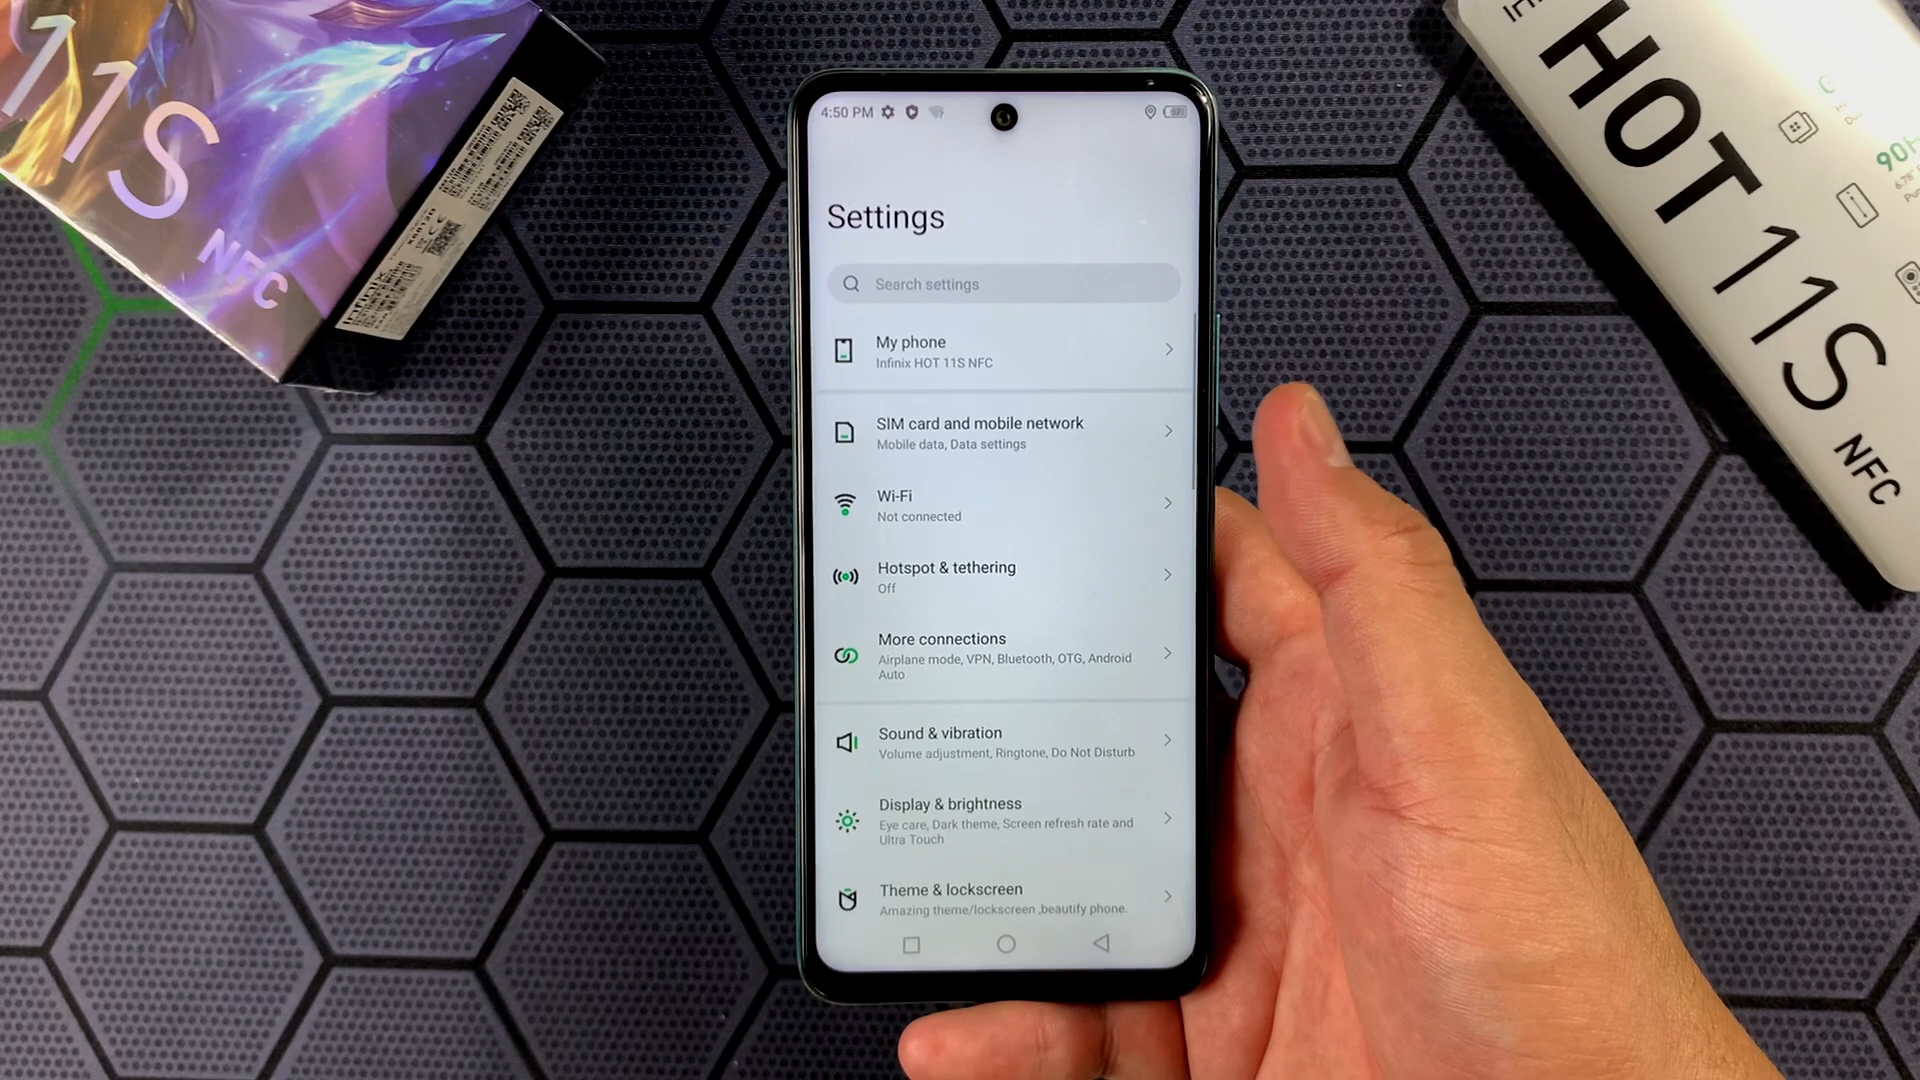 11S
NFC
Infinix
HOT 11S NFC
90H
4:50 PM
Settings
Search settings
My phone
Infinix HOT 11S NFC
SIM card and mobile network
Mobile data, Data settings
Wi-Fi
Not connected
Hotspot & tethering
Off
More connections
Airplane mode, VPN, Bluetooth, OTG, Android
Auto
Sound & vibration
Volume adjustment, Ringtone, Do Not Disturb
Display & brightness
Eye care, Dark theme, Screen refresh rate and
Ultra Touch
Theme & lockscreen
Amazing theme/lockscreen ,beautify phone.